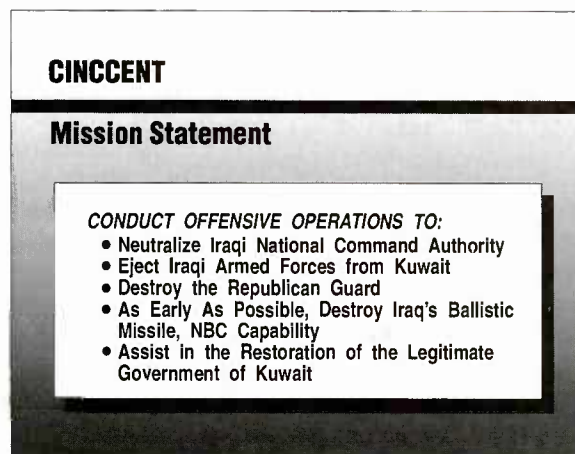 CINCCENT
Mission Statement
CONDUCT OFFENSIVE OPERATIONS TO:
• Neutralize Iraqi National Command Authority
• Eject Iraqi Armed Forces from Kuwait
• Destroy the Republican Guard
• As Early As Possible, Destroy Iraq's Ballistic
Missile, NBC Capability
• Assist in the Restoration of the Legitimate
Government of Kuwait